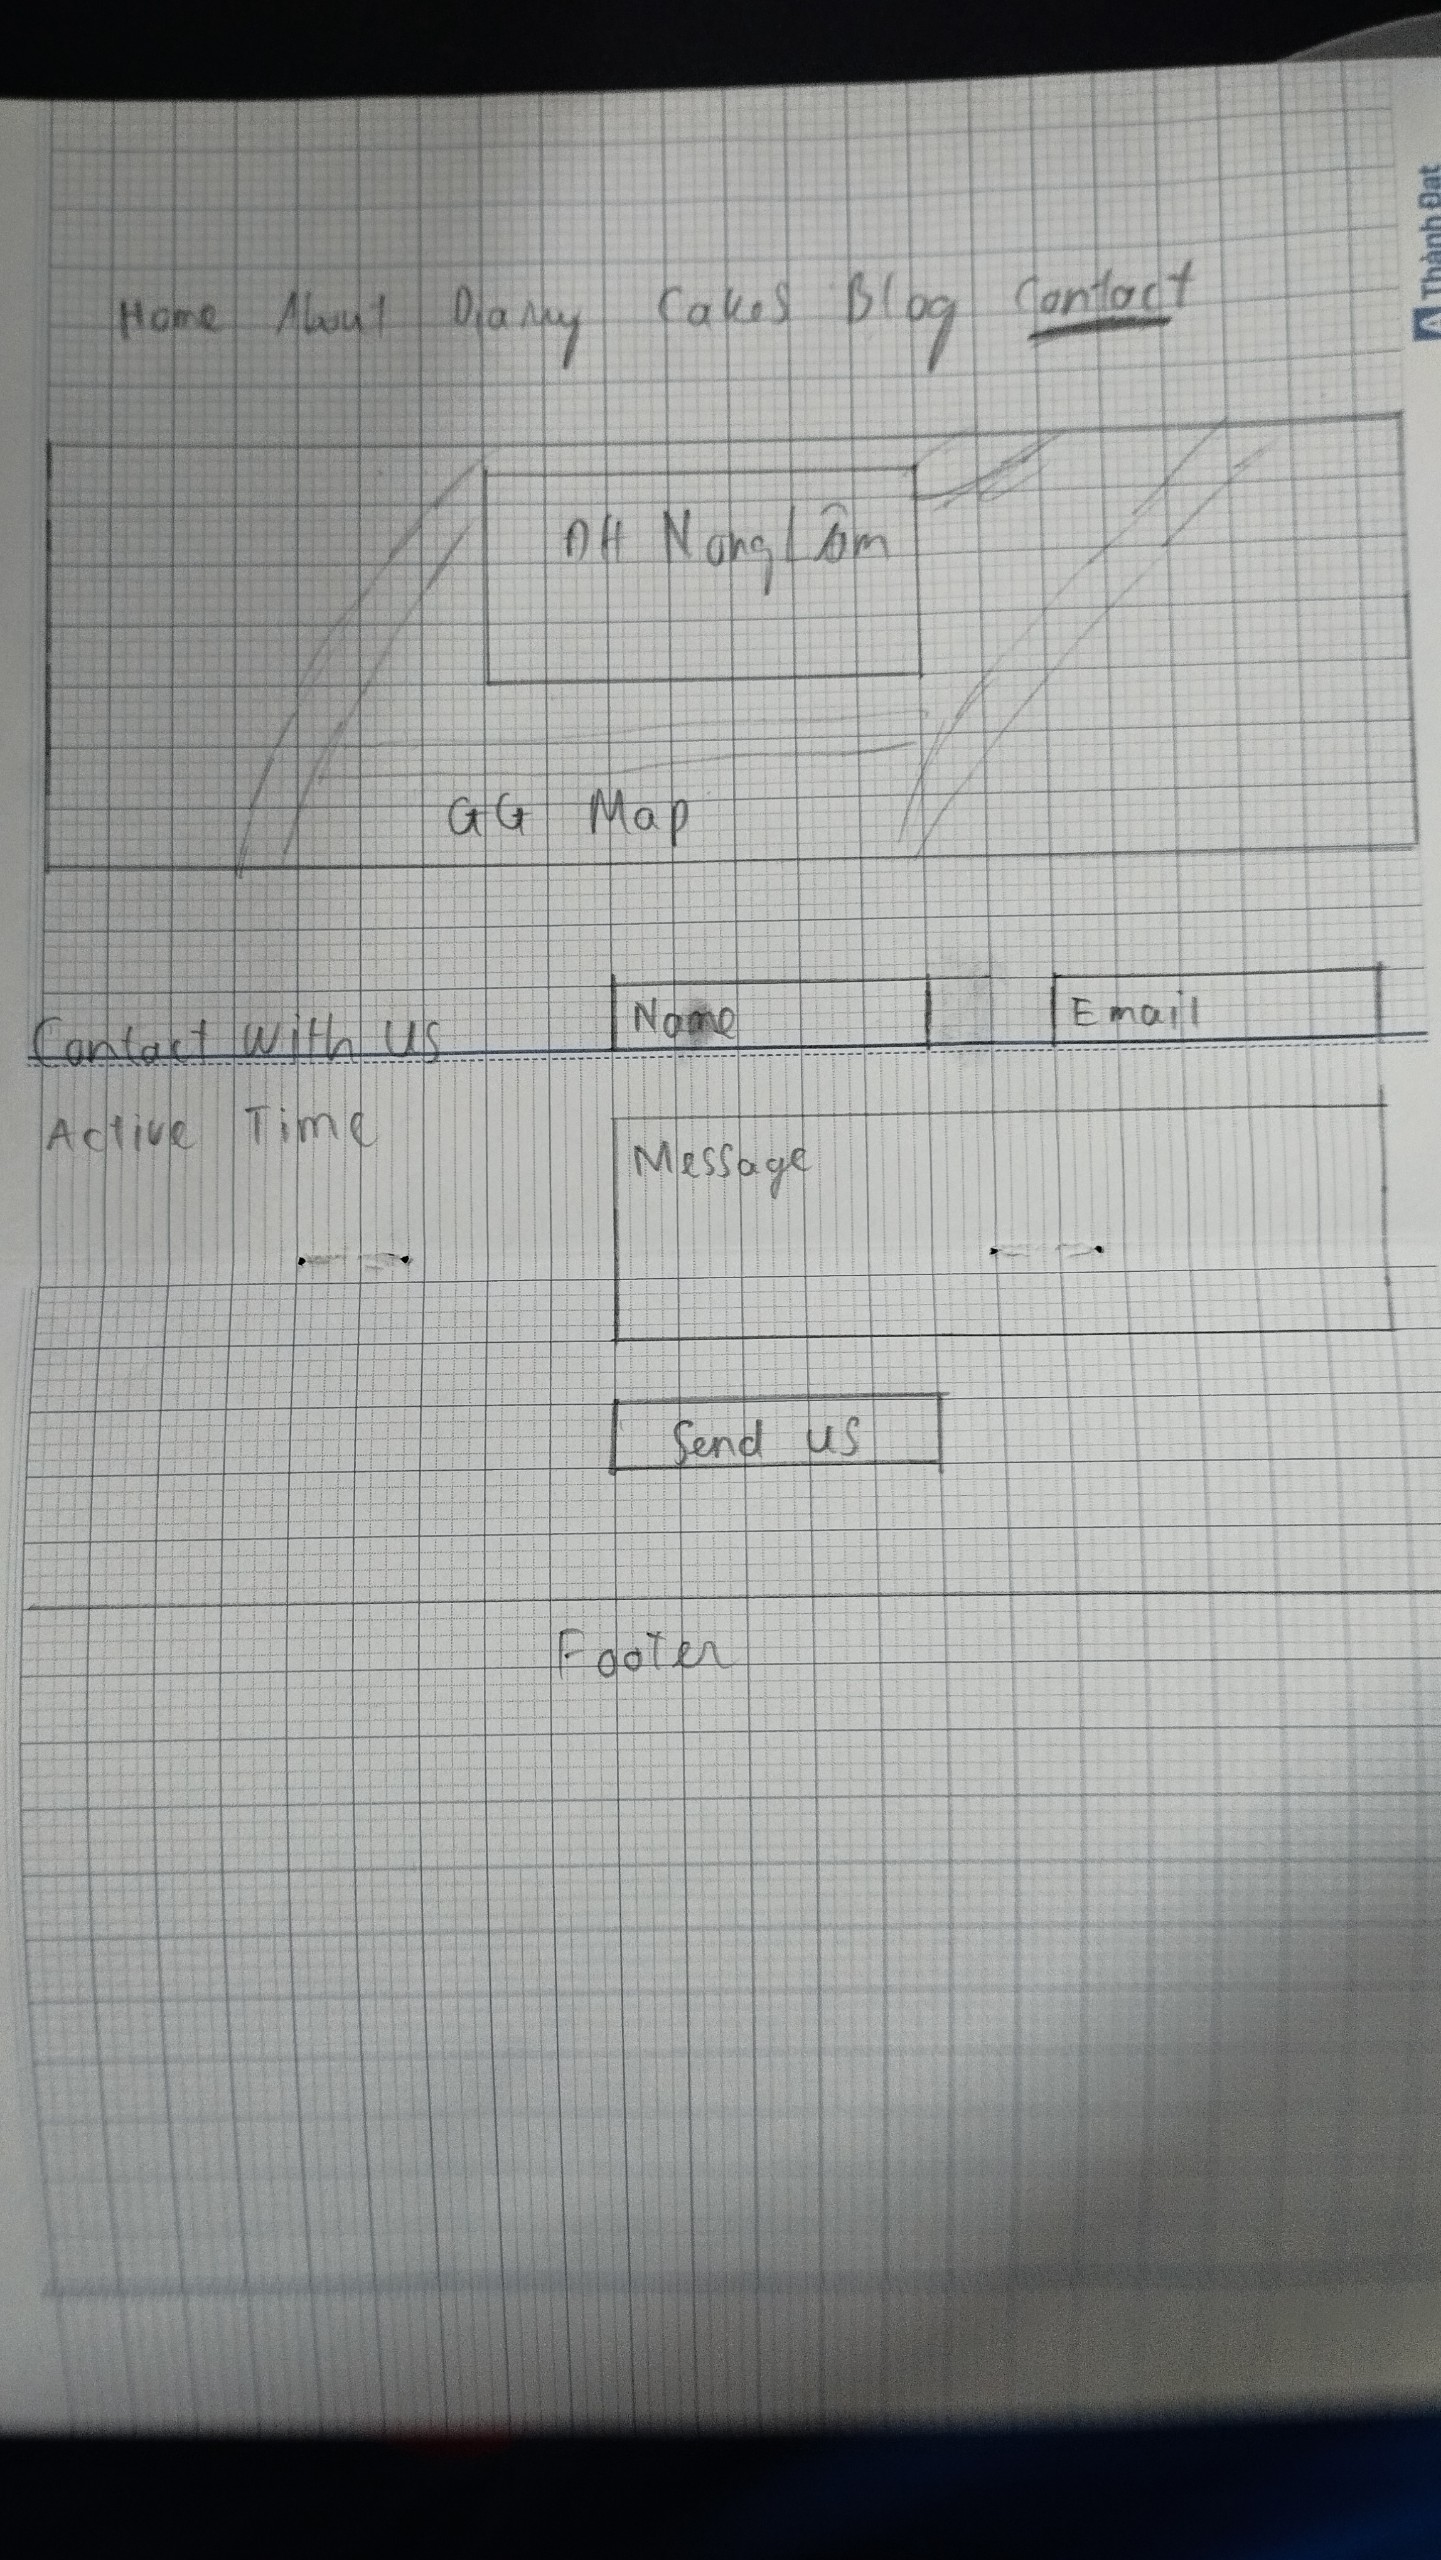 Thành Đạt
Home About Diary Cakes Blog Contact
ĐH Nong Lâm
GG Map
Contact With US
Name
Email
Active Time
Message
Send us
Footer